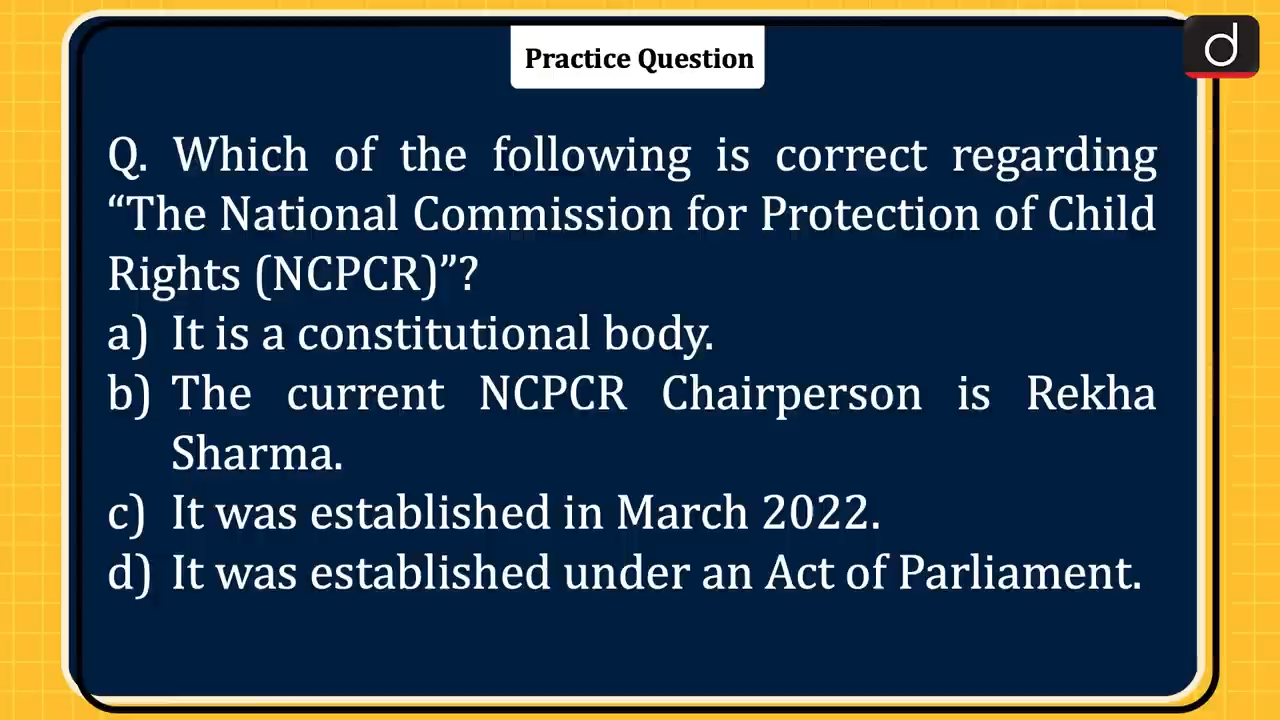 Practice Question
d
Q. Which of the following is correct regarding
“The National Commission for Protection of Child
Rights (NCPCR)”?
a) It is a constitutional body.
b) The current NCPCR Chairperson is Rekha
Sharma.
c) It was established in March 2022.
d) It was established under an Act of Parliament.